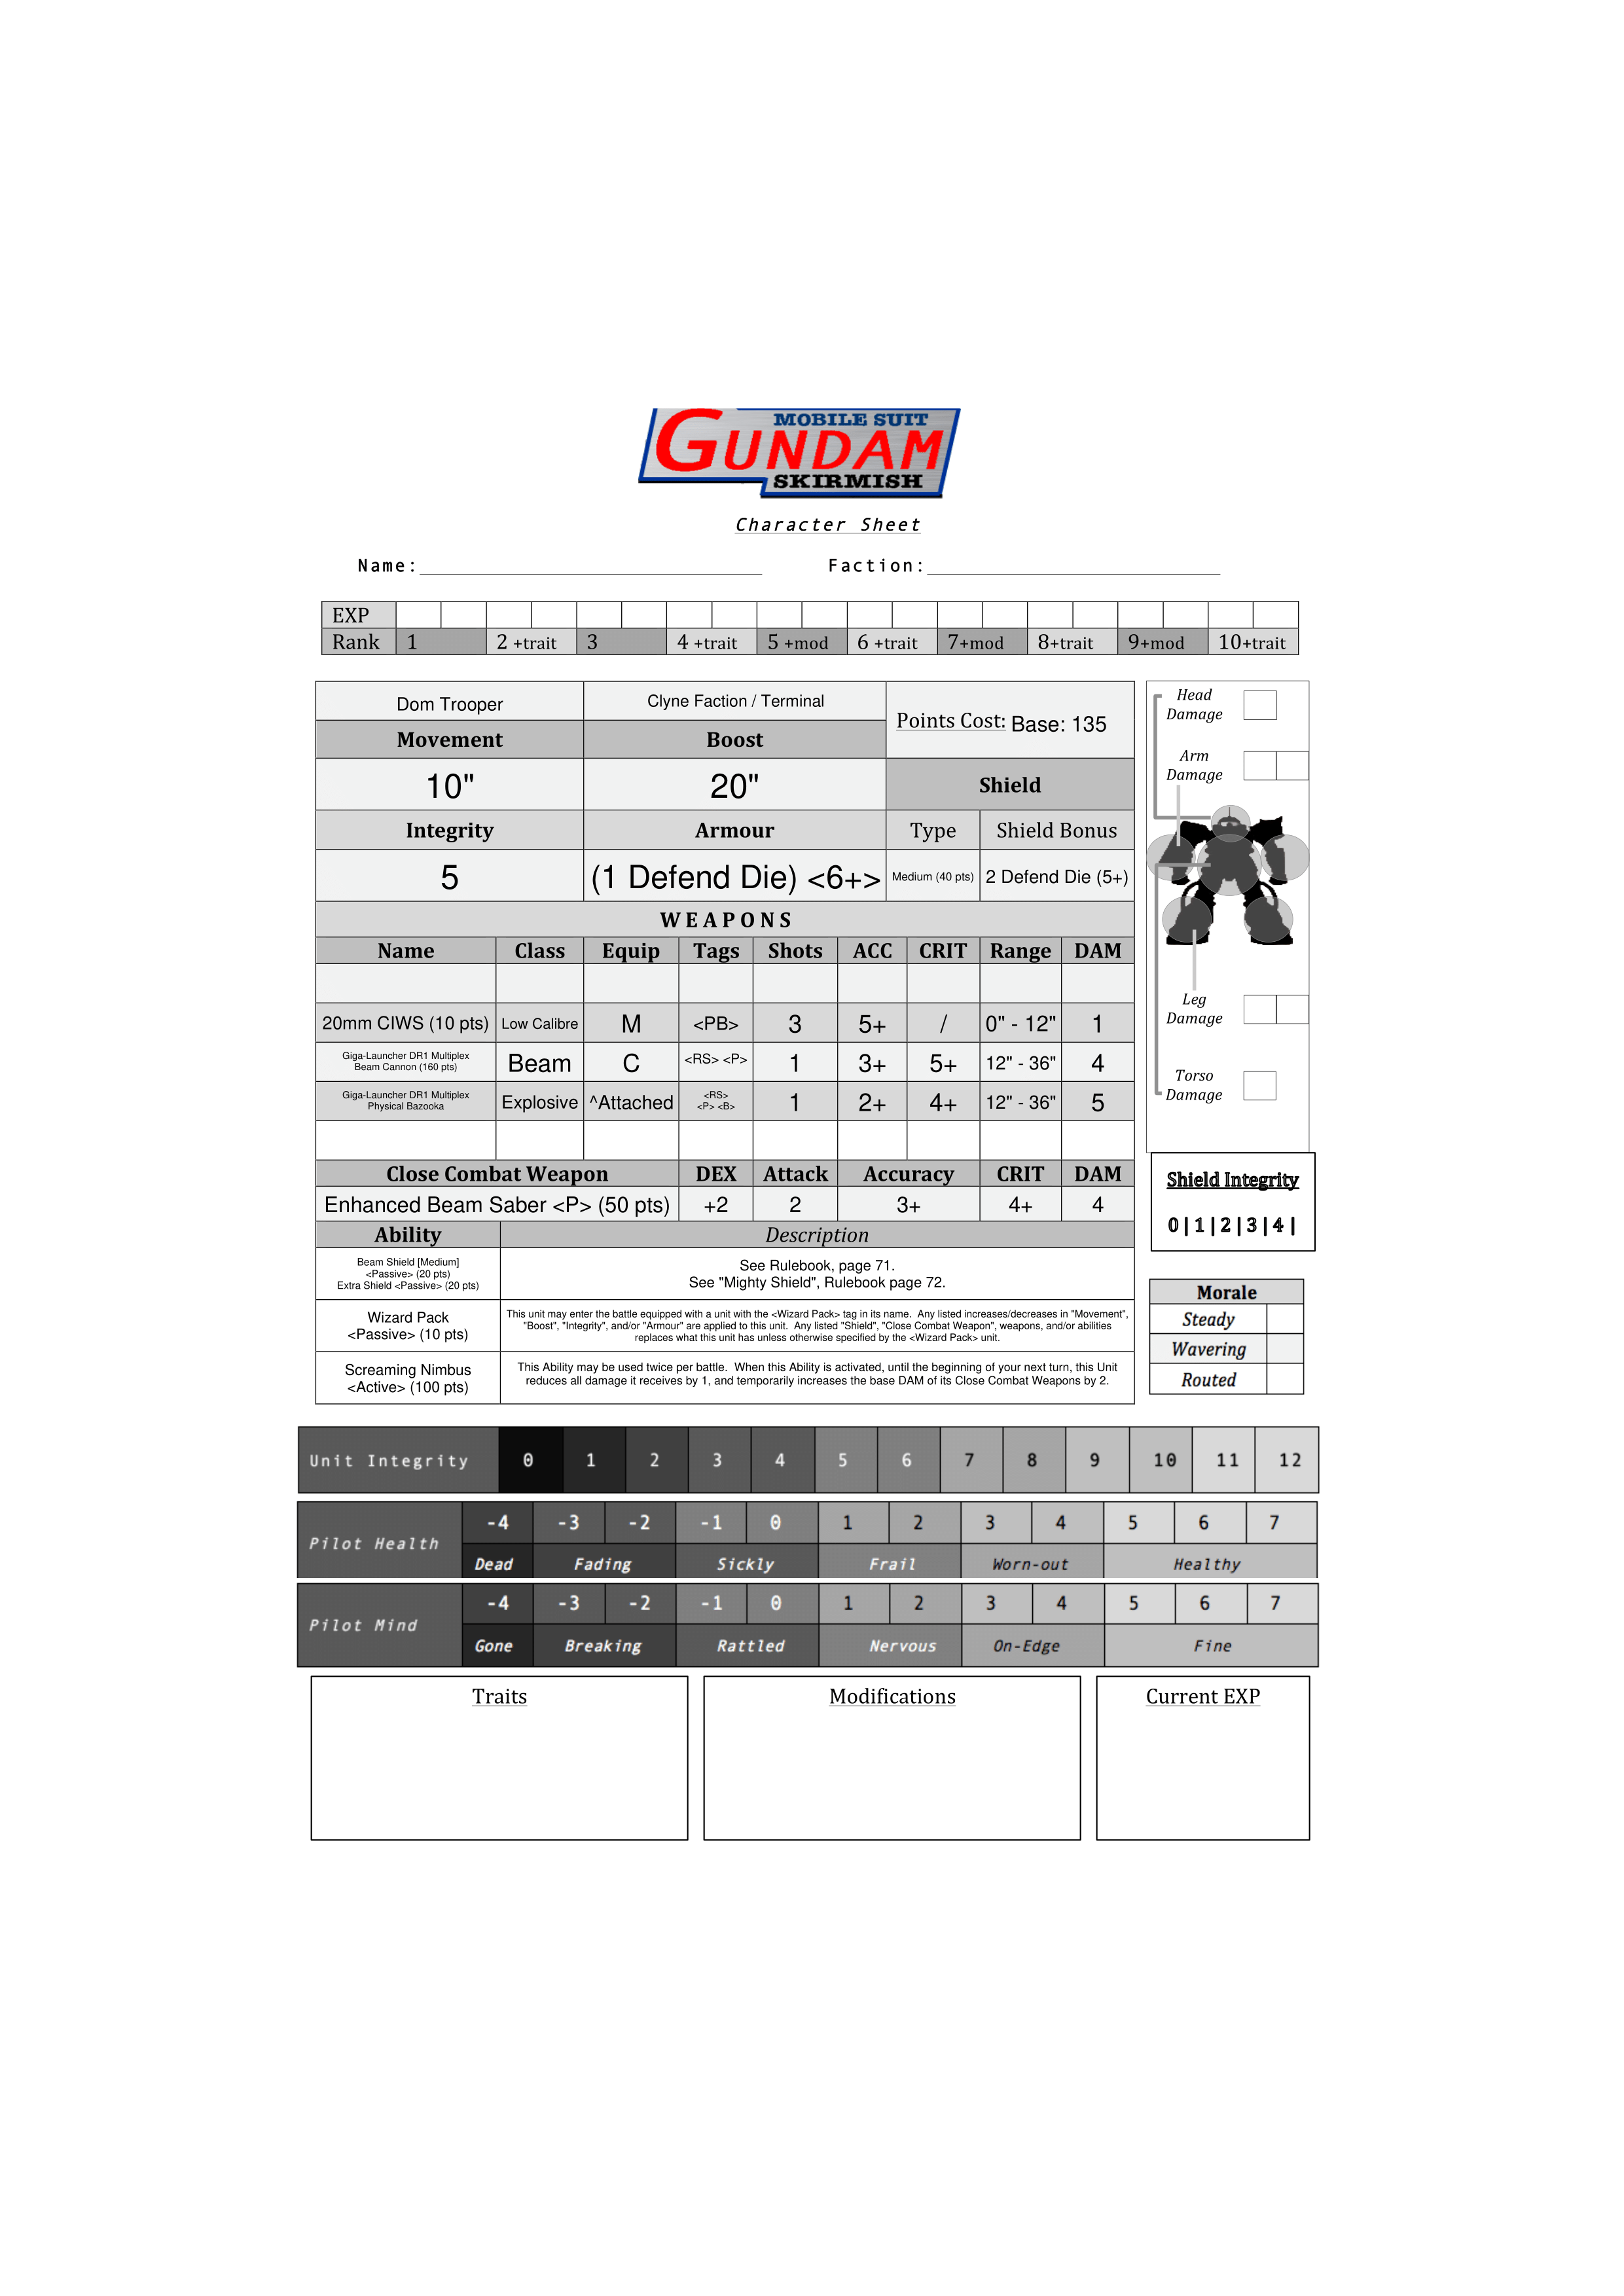 MOBILE SUIT
GUNDAM
SKIRMISH
Character Sheet
Name: Faction:
EXP
Rank 1 2 +trait 3 4 +trait 5 +mod 6 +trait 7+mod 8+trait 9+mod 10+trait
Dom Trooper Clyne Faction / Terminal Points Cost: Base: 135
Movement Boost
10" 20" Shield
Integrity Armour Type Shield Bonus
5 (1 Defend Die) <6+> Medium (40 pts) 2 Defend Die (5+)
WEAPONS
Name Class Equip Tags Shots ACC CRIT Range DAM
20mm CIWS (10 pts) Low Calibre M <PB> 3 5+ / 0" - 12" 1
Giga-Launcher DR1 Multiplex
Beam Cannon (160 pts) Beam C <RS> <P> 1 3+ 5+ 12" - 36" 4
Giga-Launcher DR1 Multiplex
Physical Bazooka Explosive ^Attached <RS>
<P> <B> 1 2+ 4+ 12" - 36" 5
Close Combat Weapon DEX Attack Accuracy CRIT DAM
Enhanced Beam Saber <P> (50 pts) +2 2 3+ 4+ 4
Ability Description
Beam Shield [Medium]
<Passive> (20 pts)
Extra Shield <Passive> (20 pts)
See Rulebook, page 71.
See "Mighty Shield", Rulebook page 72.
Wizard Pack
<Passive> (10 pts)
This unit may enter the battle equipped with a unit with the <Wizard Pack> tag in its name. Any listed increases/decreases in "Movement",
"Boost", "Integrity", and/or "Armour" are applied to this unit. Any listed "Shield", "Close Combat Weapon", weapons, and/or abilities
replaces what this unit has unless otherwise specified by the <Wizard Pack> unit.
Screaming Nimbus
<Active> (100 pts)
This Ability may be used twice per battle. When this Ability is activated, until the beginning of your next turn, this Unit
reduces all damage it receives by 1, and temporarily increases the base DAM of its Close Combat Weapons by 2.
Head
Damage
Arm
Damage
Leg
Damage
Torso
Damage
Shield Integrity
0 | 1 | 2 | 3 | 4 |
Morale
Steady
Wavering
Routed
Unit Integrity 0 1 2 3 4 5 6 7 8 9 10 11 12
Pilot Health -4 -3 -2 -1 0 1 2 3 4 5 6 7
Dead Fading Sickly Frail Worn-out Healthy
Pilot Mind -4 -3 -2 -1 0 1 2 3 4 5 6 7
Gone Breaking Rattled Nervous On-Edge Fine
Traits Modifications Current EXP